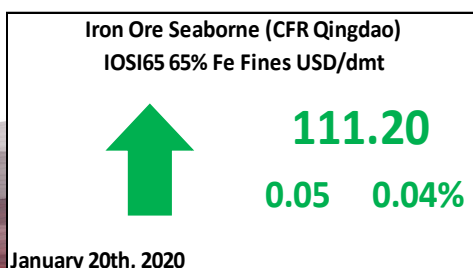 Iron Ore Seaborne (CFR Qingdao)
IOSI65 65% Fe Fines USD/dmt
111.20
0.05 0.04%
January 20th, 2020